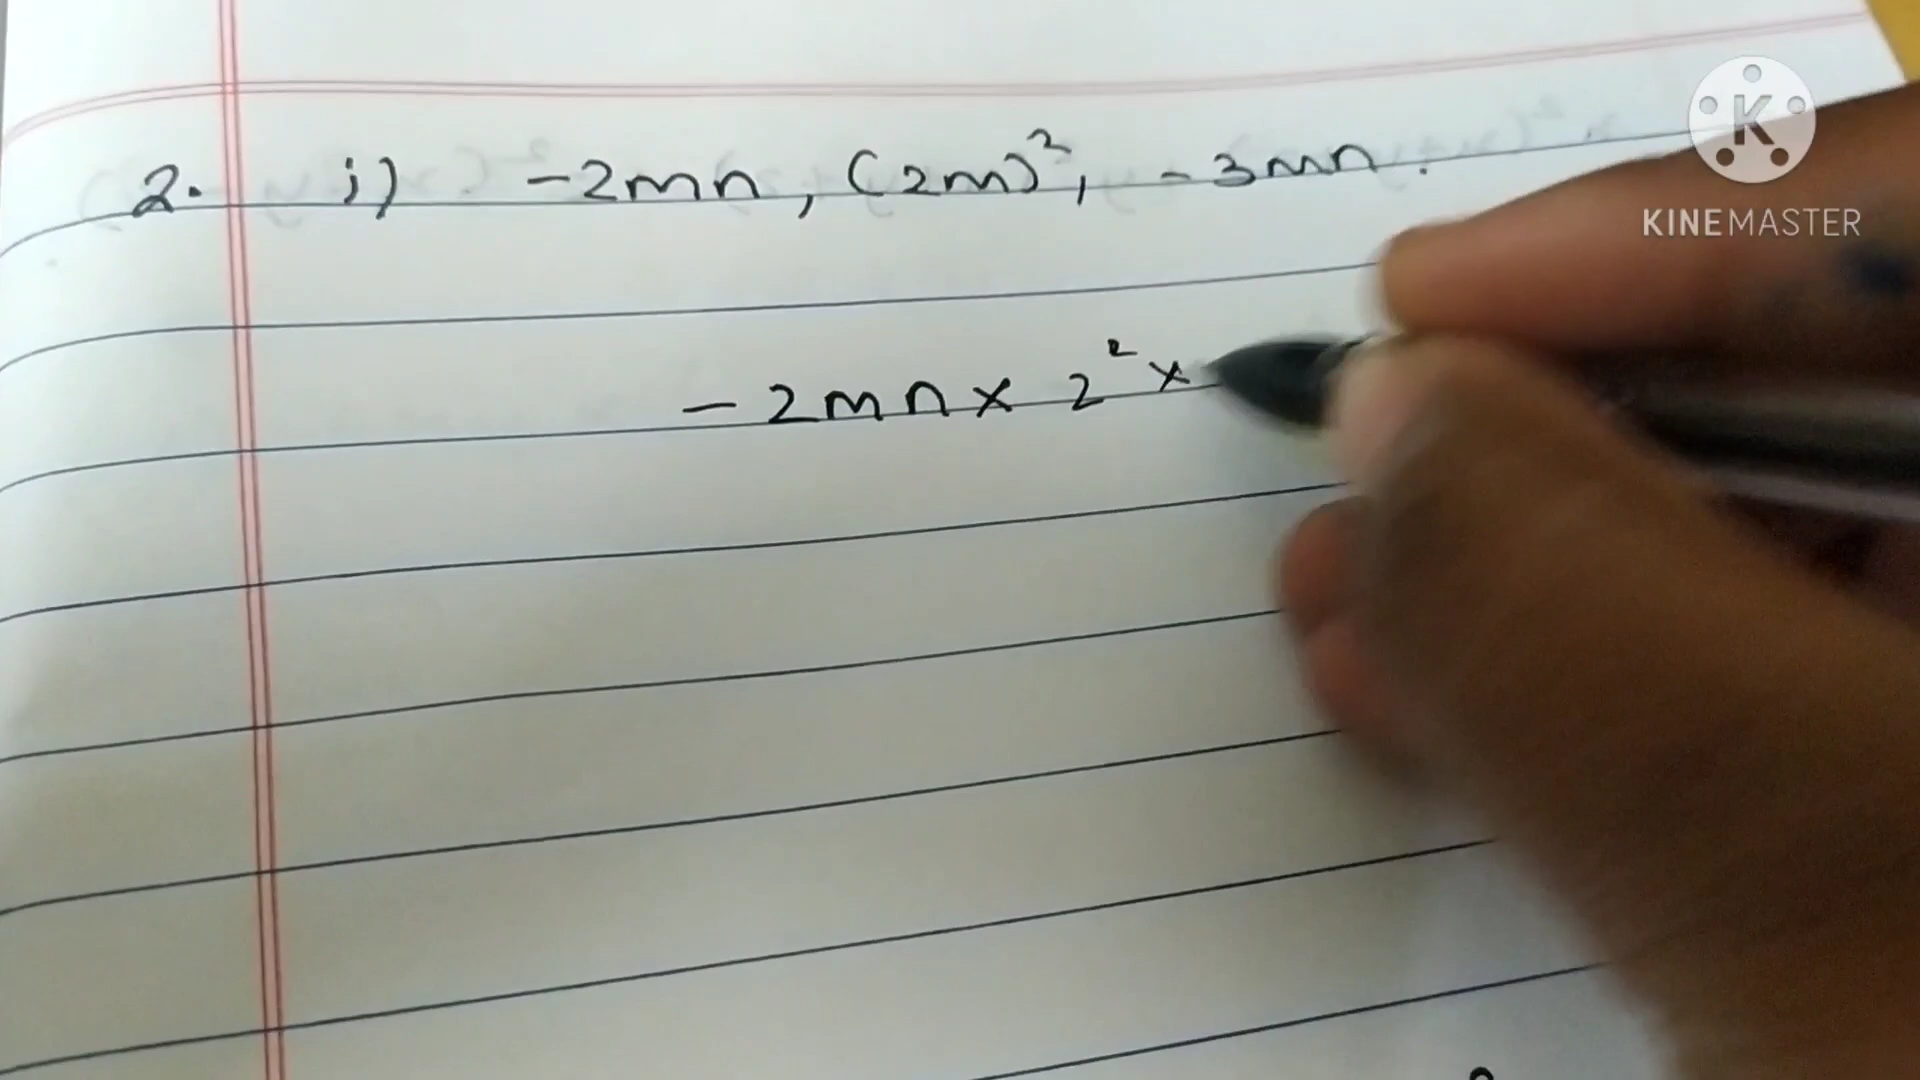 2. i) -2mn, (2m)², -3mn.
-2mn × 2² ×
K
KINEMASTER